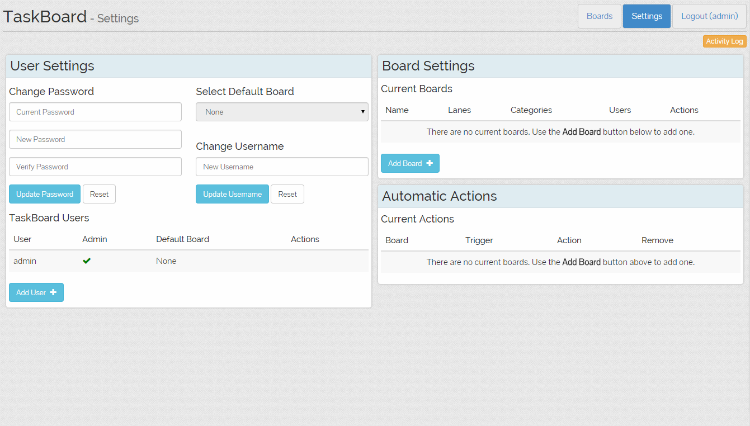 TaskBoard - Settings
Boards
Settings
Logout (admin)
Activity Log
User Settings
Change Password
Current Password
New Password
Verify Password
Update Password
Reset
Select Default Board
None
Change Username
New Username
Update Username
Reset
TaskBoard Users
User Admin Default Board Actions
admin None
Add User
Board Settings
Current Boards
Name Lanes Categories Users Actions
There are no current boards. Use the Add Board button below to add one.
Add Board
Automatic Actions
Current Actions
Board Trigger Action Remove
There are no current boards. Use the Add Board button above to add one.